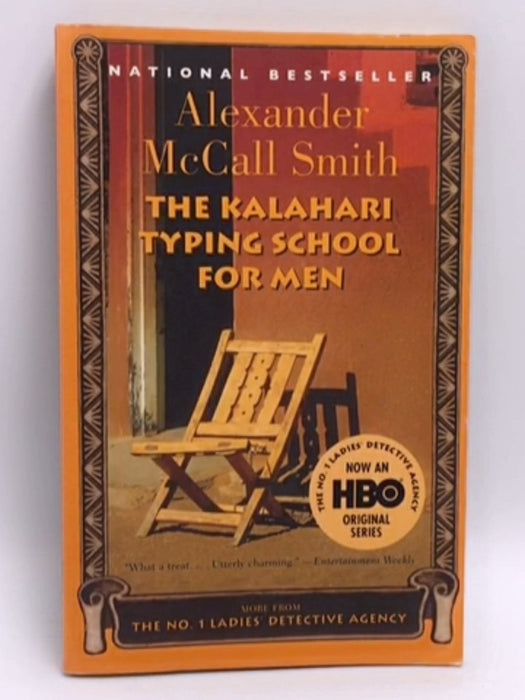 NATIONAL BESTSELLER
Alexander
McCall Smith
THE KALAHARI
TYPING SCHOOL
FOR MEN
THE NO. 1 LADIES' DETECTIVE AGENCY
NOW AN
HBO
ORIGINAL
SERIES
"What a treat. . . . Utterly charming." —Entertainment Weekly
MORE FROM
THE NO. 1 LADIES' DETECTIVE AGENCY